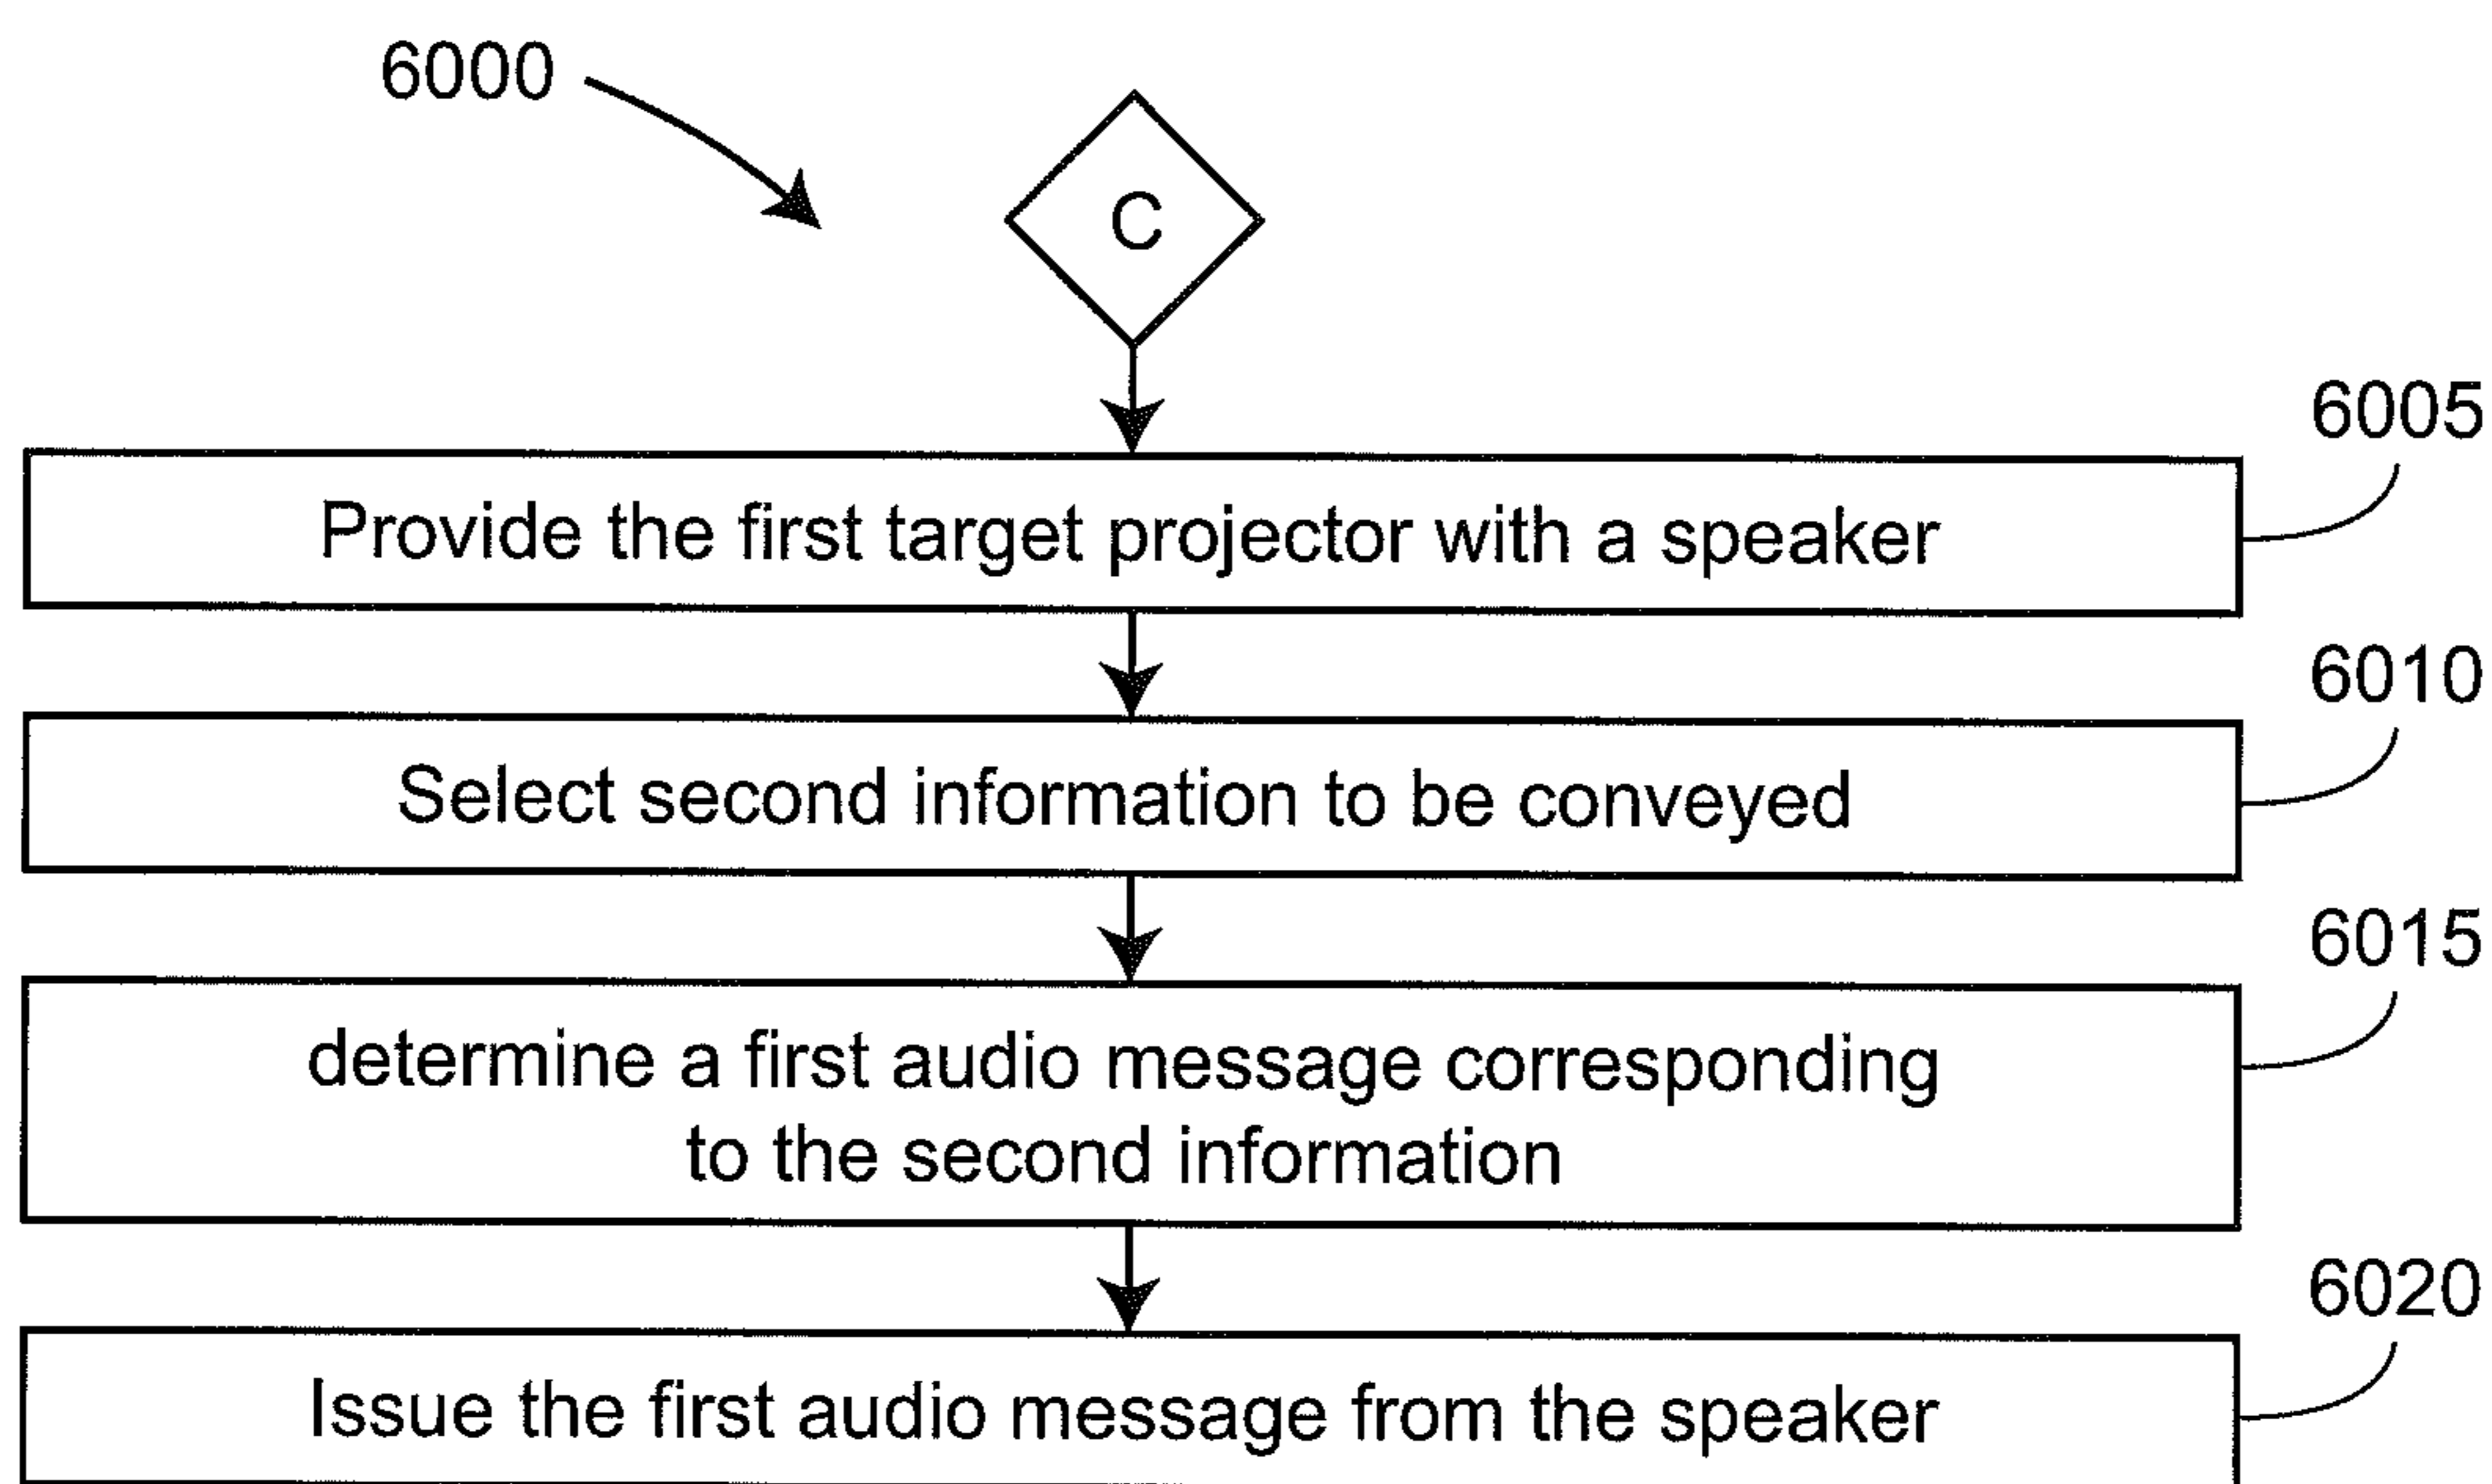 6000
C
6005
Provide the first target projector with a speaker
6010
Select second information to be conveyed
6015
determine a first audio message corresponding
to the second information
6020
Issue the first audio message from the speaker